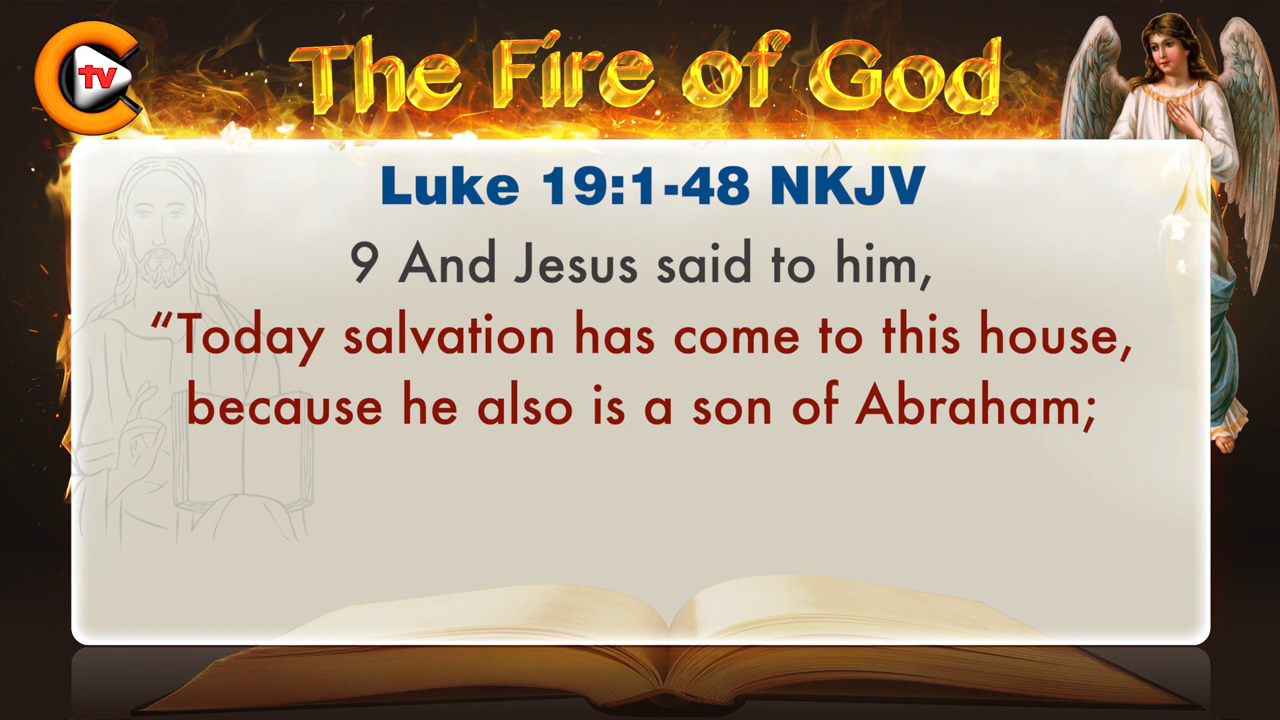 tv
The Fire of God
Luke 19:1-48 NKJV
9 And Jesus said to him,
“Today salvation has come to this house,
because he also is a son of Abraham;